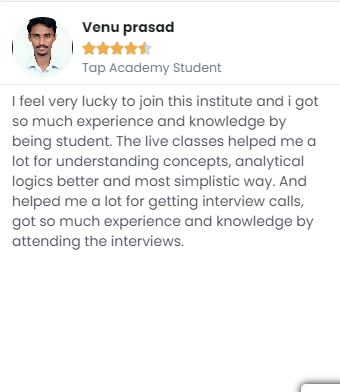 Venu prasad
Tap Academy Student
I feel very lucky to join this institute and i got
so much experience and knowledge by
being student. The live classes helped me a
lot for understanding concepts, analytical
logics better and most simplistic way. And
helped me a lot for getting interview calls,
got so much experience and knowledge by
attending the interviews.